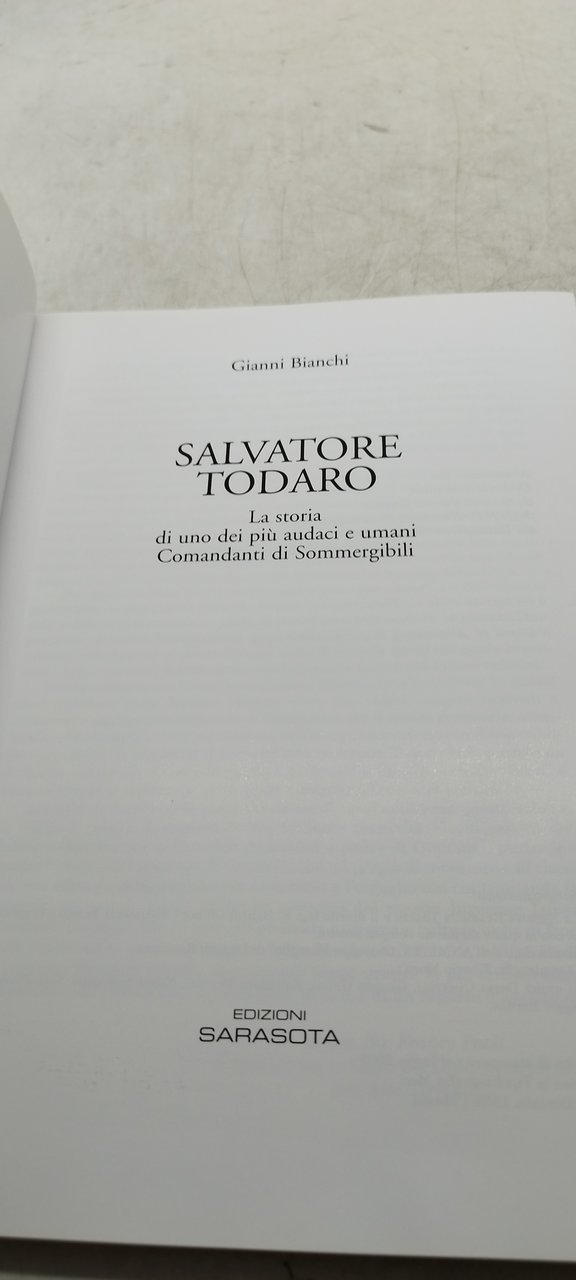 Gianni Bianchi
SALVATORE
TODARO
La storia
di uno dei più audaci e umani
Comandanti di Sommergibili
EDIZIONI
SARASOTA